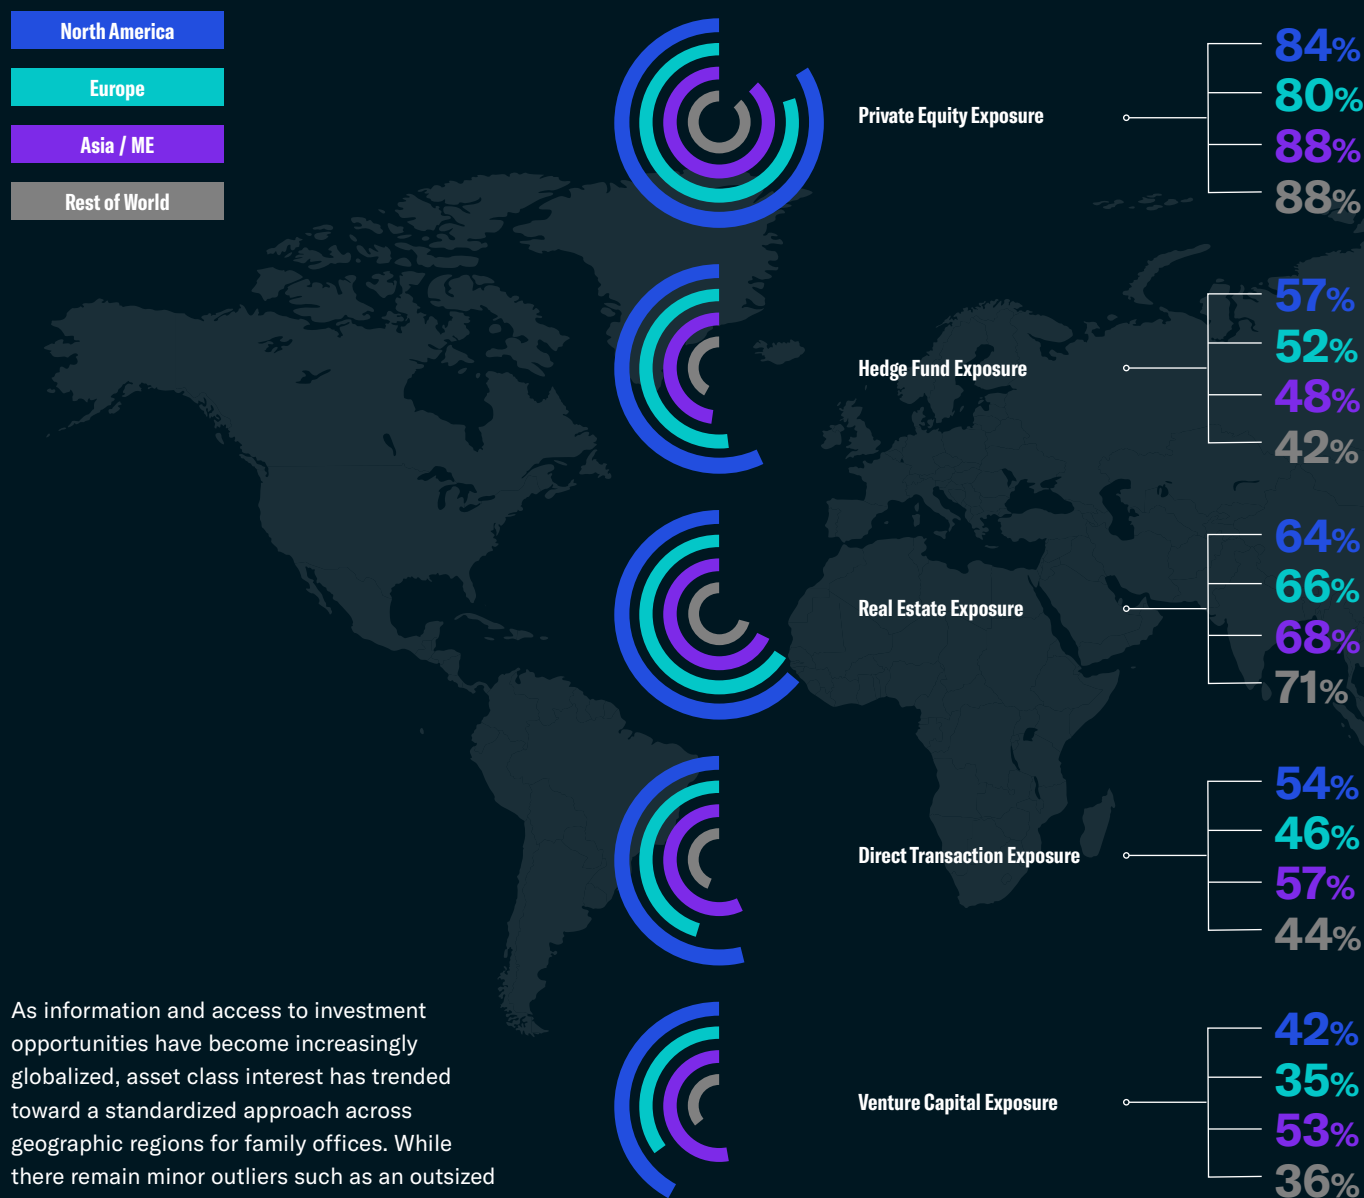 North America
Europe
Asia / ME
Rest of World
Private Equity Exposure
84%
80%
88%
88%
Hedge Fund Exposure
57%
52%
48%
42%
Real Estate Exposure
64%
66%
68%
71%
Direct Transaction Exposure
54%
46%
57%
44%
Venture Capital Exposure
42%
35%
53%
36%
As information and access to investment
opportunities have become increasingly
globalized, asset class interest has trended
toward a standardized approach across
geographic regions for family offices. While
there remain minor outliers such as an outsized